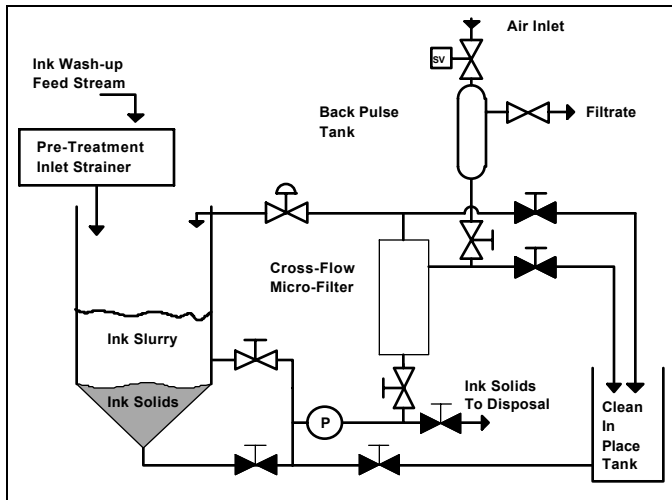 Air Inlet
Ink Wash-up
Feed Stream
SV
Back Pulse
Tank
Filtrate
Pre-Treatment
Inlet Strainer
Cross-Flow
Micro-Filter
Ink Slurry
Ink Solids
Ink Solids
To Disposal
P
Clean
In
Place
Tank